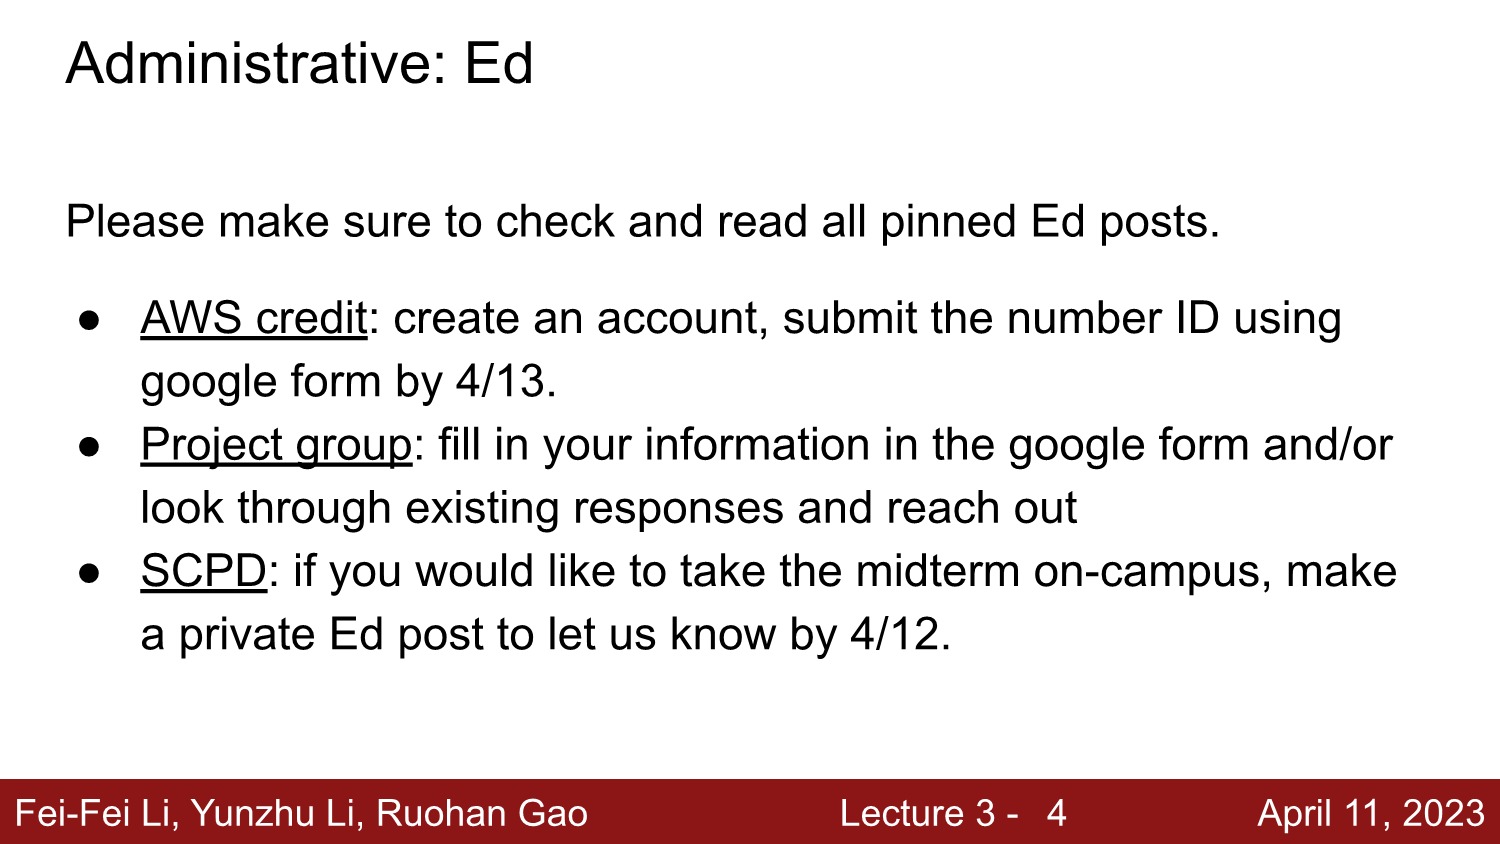 Administrative: Ed
Please make sure to check and read all pinned Ed posts.
● AWS credit: create an account, submit the number ID using
google form by 4/13.
● Project group: fill in your information in the google form and/or
look through existing responses and reach out
● SCPD: if you would like to take the midterm on-campus, make
a private Ed post to let us know by 4/12.
Fei-Fei Li, Yunzhu Li, Ruohan Gao Lecture 3 - 4 April 11, 2023